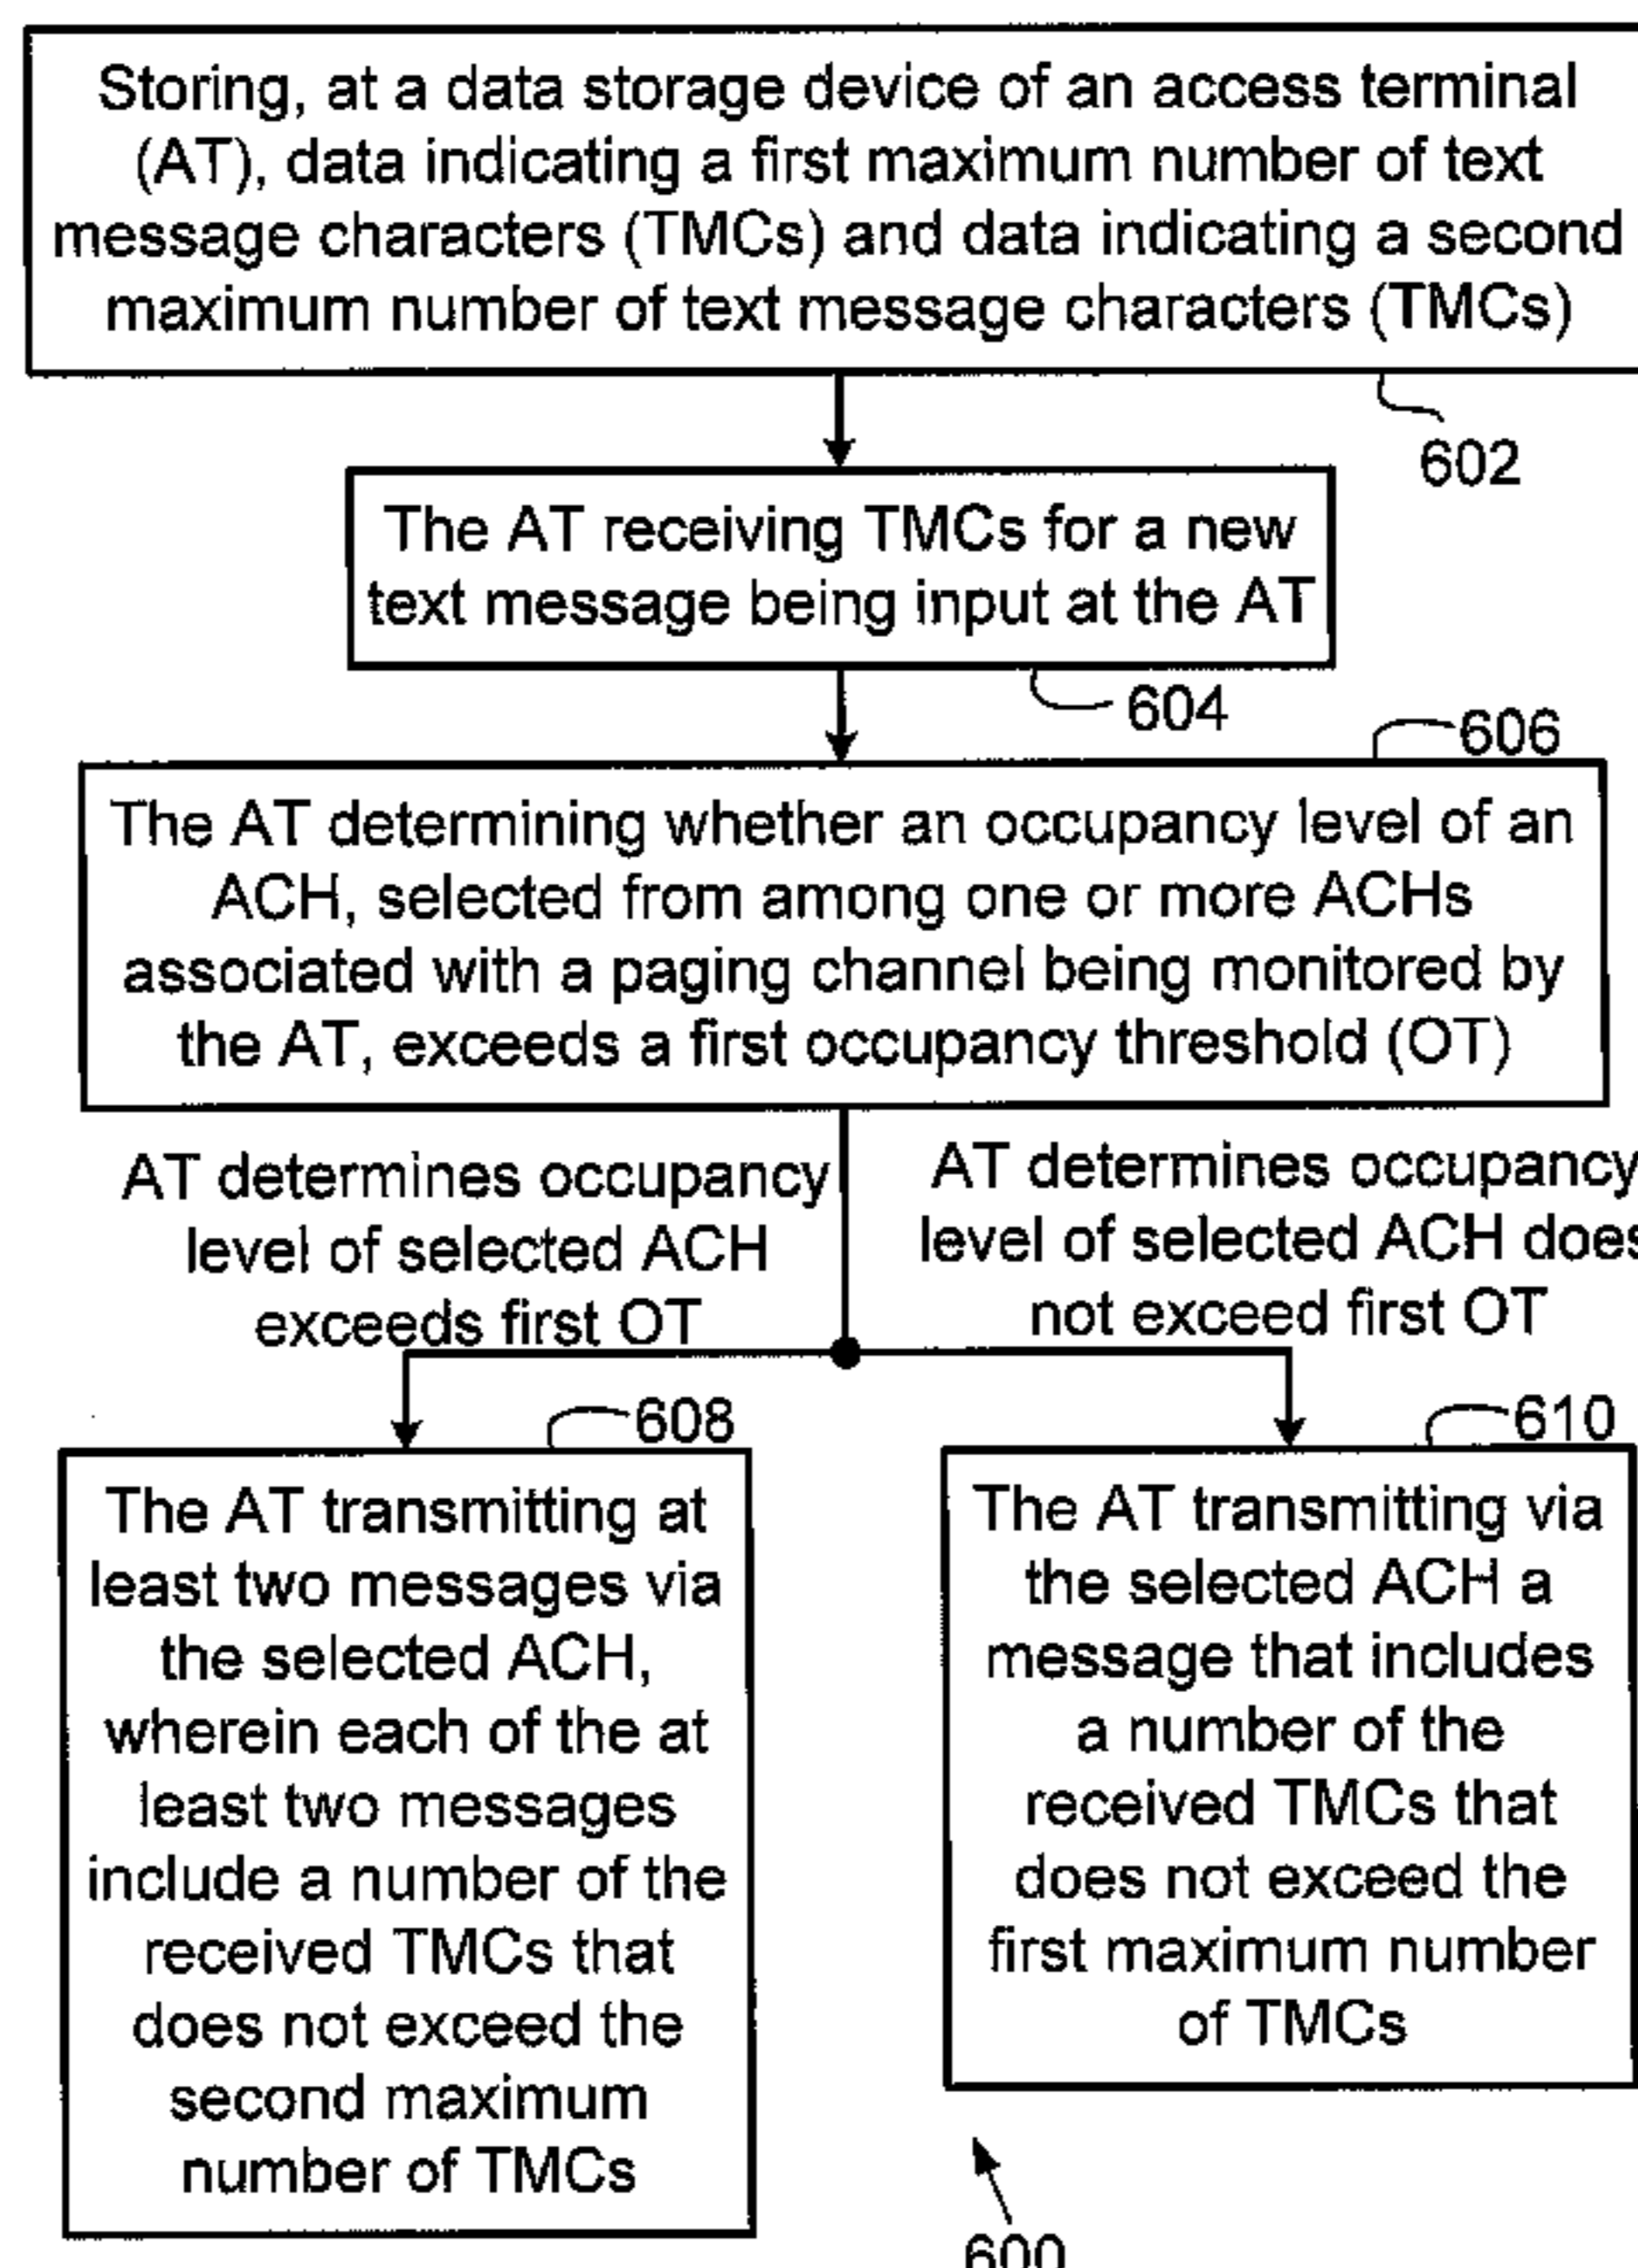 Storing, at a data storage device of an access terminal
(AT), data indicating a first maximum number of text
message characters (TMCs) and data indicating a second
maximum number of text message characters (TMCs)
602
The AT receiving TMCs for a new
text message being input at the AT
604
606
The AT determining whether an occupancy level of an
ACH, selected from among one or more ACHs
associated with a paging channel being monitored by
the AT, exceeds a first occupancy threshold (OT)
AT determines occupancy
level of selected ACH
exceeds first OT
AT determines occupancy
level of selected ACH does
not exceed first OT
608
The AT transmitting at
least two messages via
the selected ACH,
wherein each of the at
least two messages
include a number of the
received TMCs that
does not exceed the
second maximum
number of TMCs
610
The AT transmitting via
the selected ACH a
message that includes
a number of the
received TMCs that
does not exceed the
first maximum number
of TMCs
600